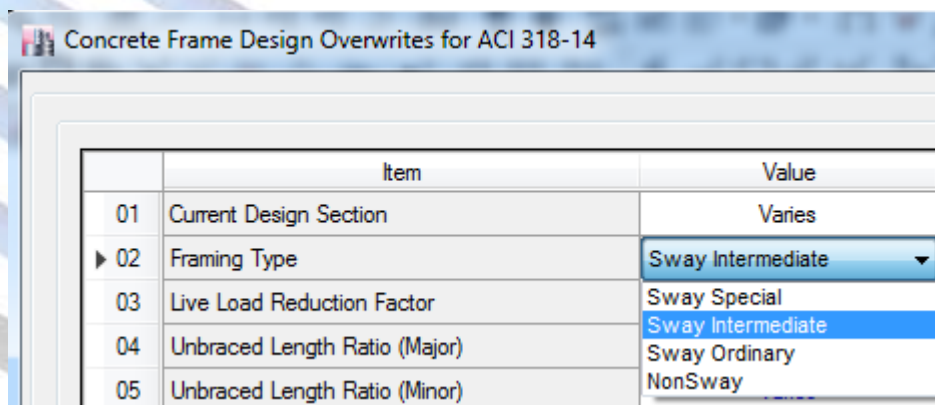 Concrete Frame Design Overwrites for ACI 318-14
Item Value
01 Current Design Section Varies
02 Framing Type Sway Intermediate
03 Live Load Reduction Factor Sway Special
Sway Intermediate
04 Unbraced Length Ratio (Major) Sway Ordinary
05 Unbraced Length Ratio (Minor) NonSway